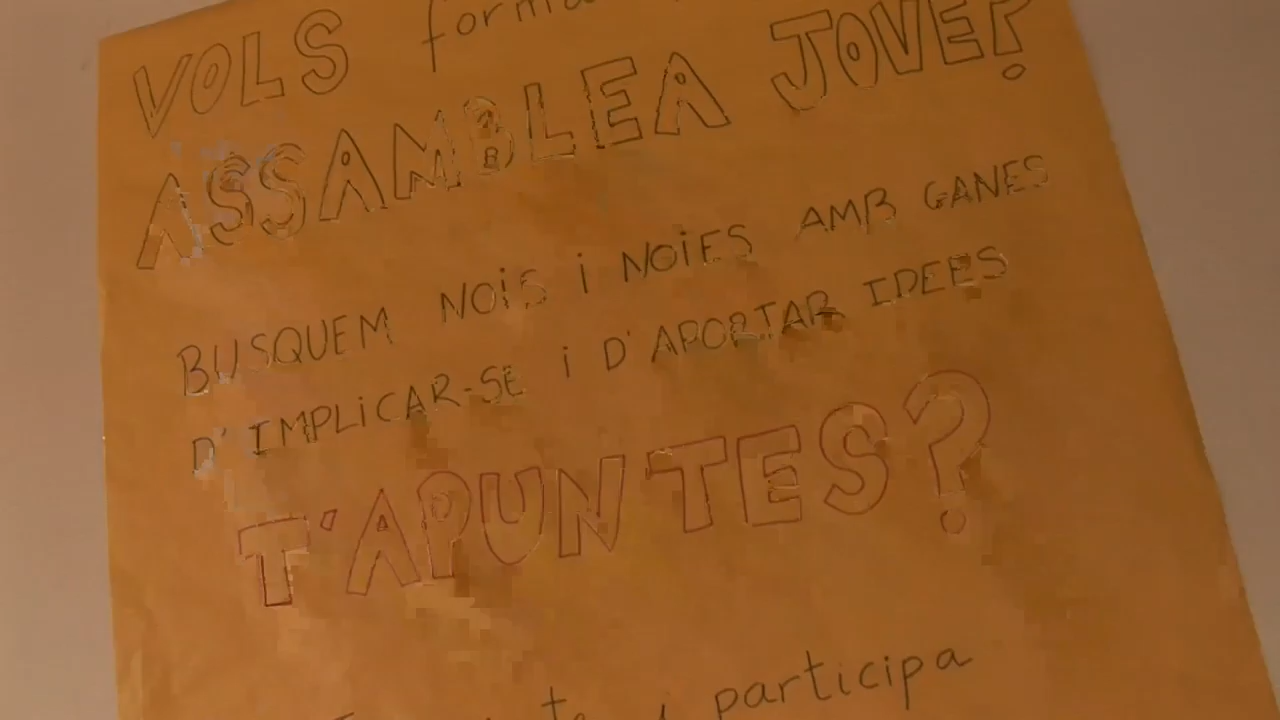 VOLS
ASSAMBLEA JOVE?
BUSQUEM NOiS i NOiES AMB GANES
D'IMPLiCAR-SE i D'APORTAR IDEES
T'APUNTES?
i participa